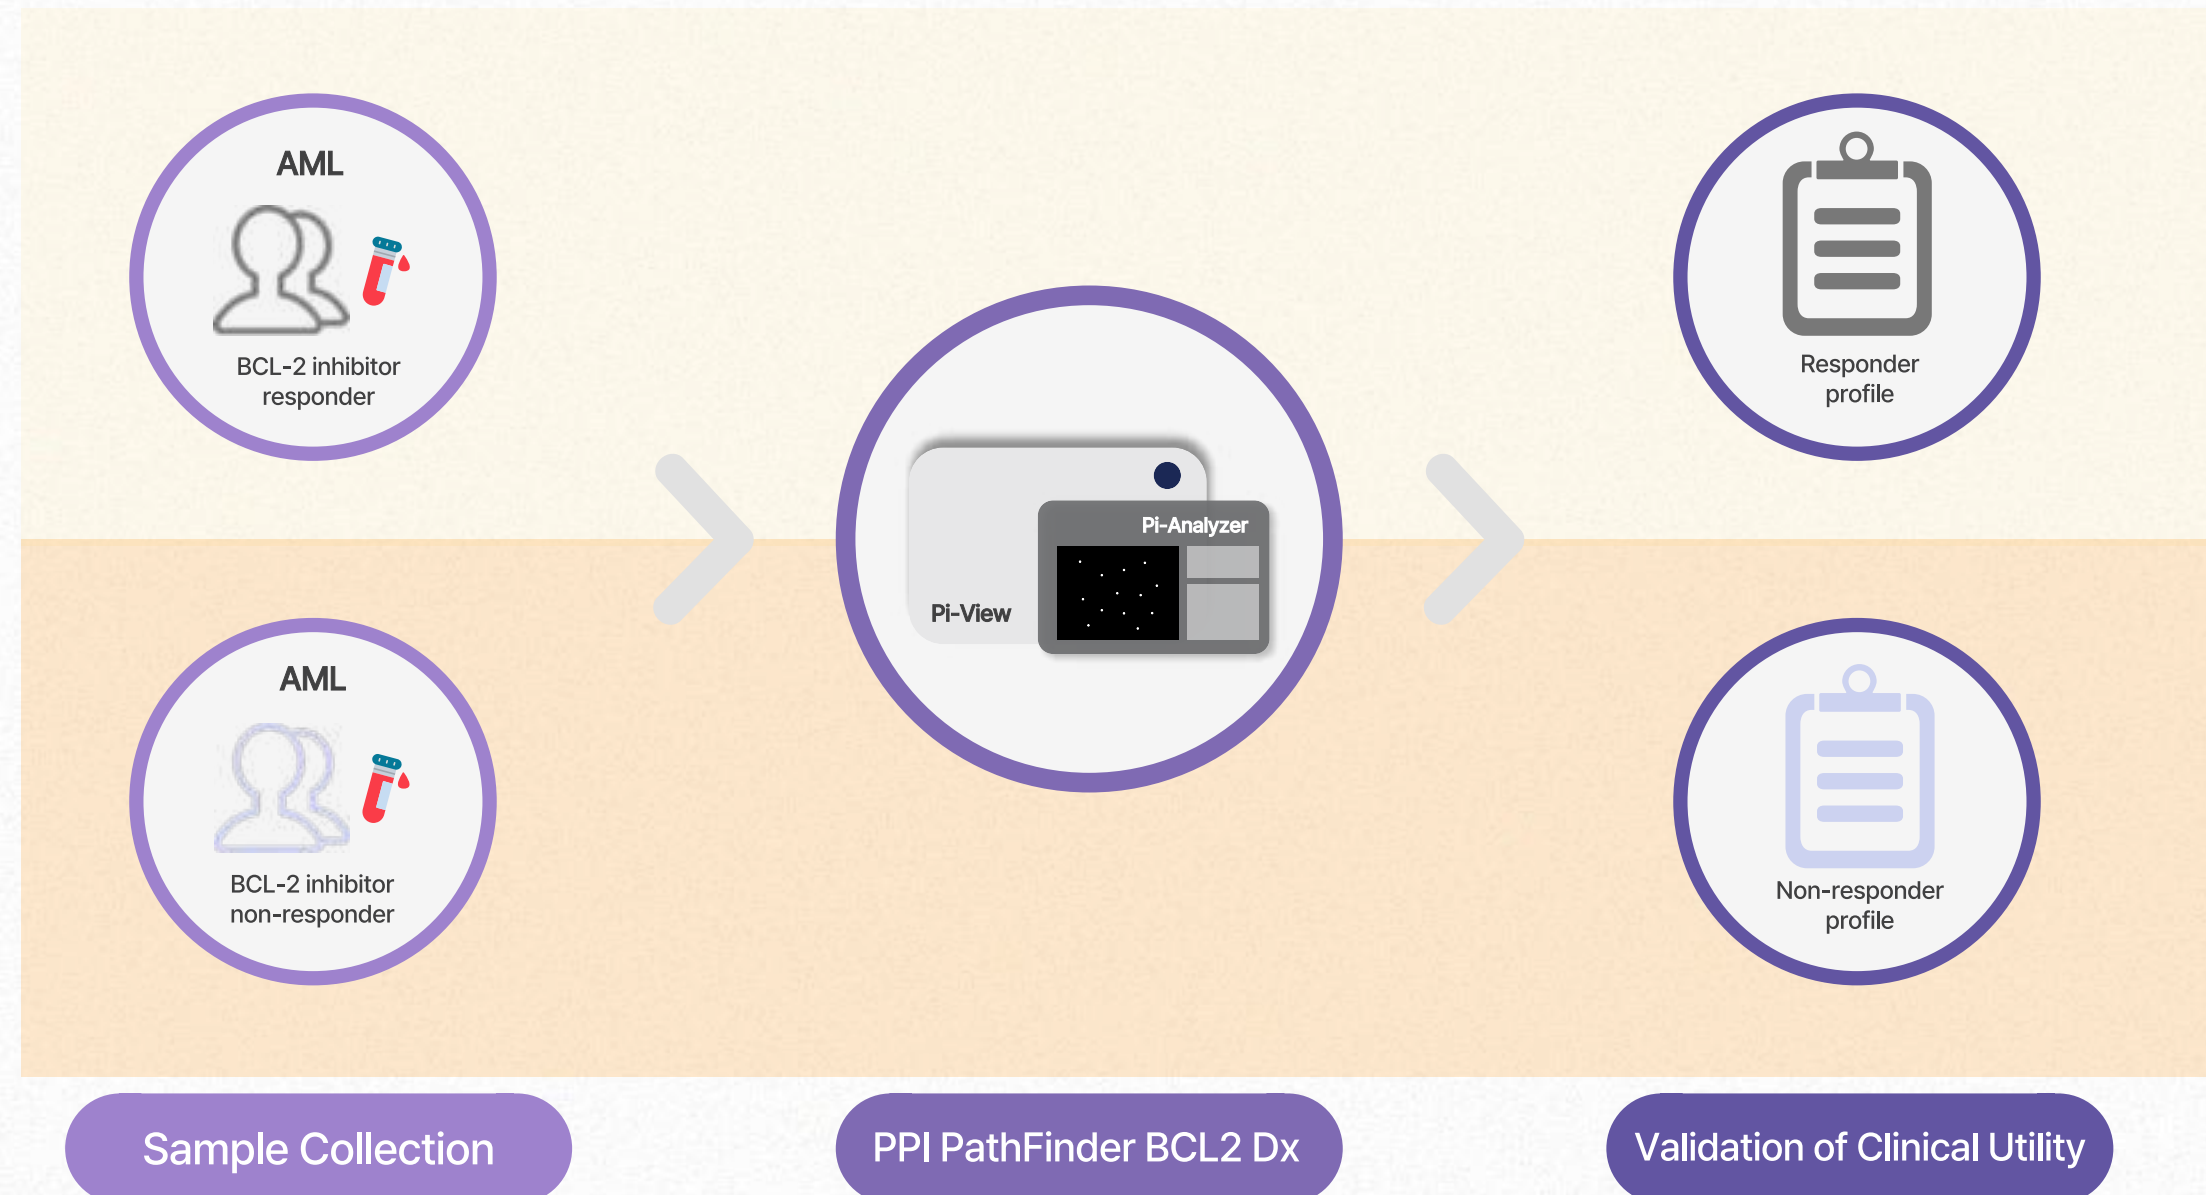 AML
BCL-2 inhibitor
responder
AML
BCL-2 inhibitor
non-responder
Pi-Analyzer
Pi-View
Responder
profile
Non-responder
profile
Sample Collection
PPI PathFinder BCL2 Dx
Validation of Clinical Utility